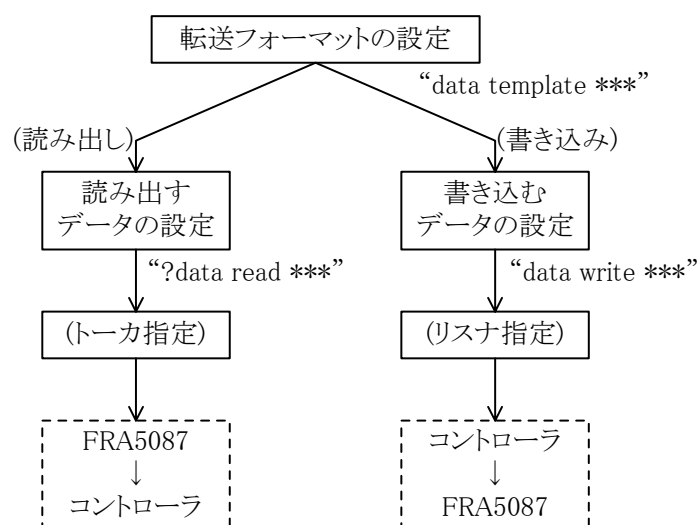 転送フォーマットの設定
“data template ***”
(読み出し)
(書き込み)
読み出す
データの設定
書き込む
データの設定
“?data read ***”
“data write ***”
(トーカ指定)
(リスナ指定)
FRA5087
↓
コントローラ
コントローラ
↓
FRA5087